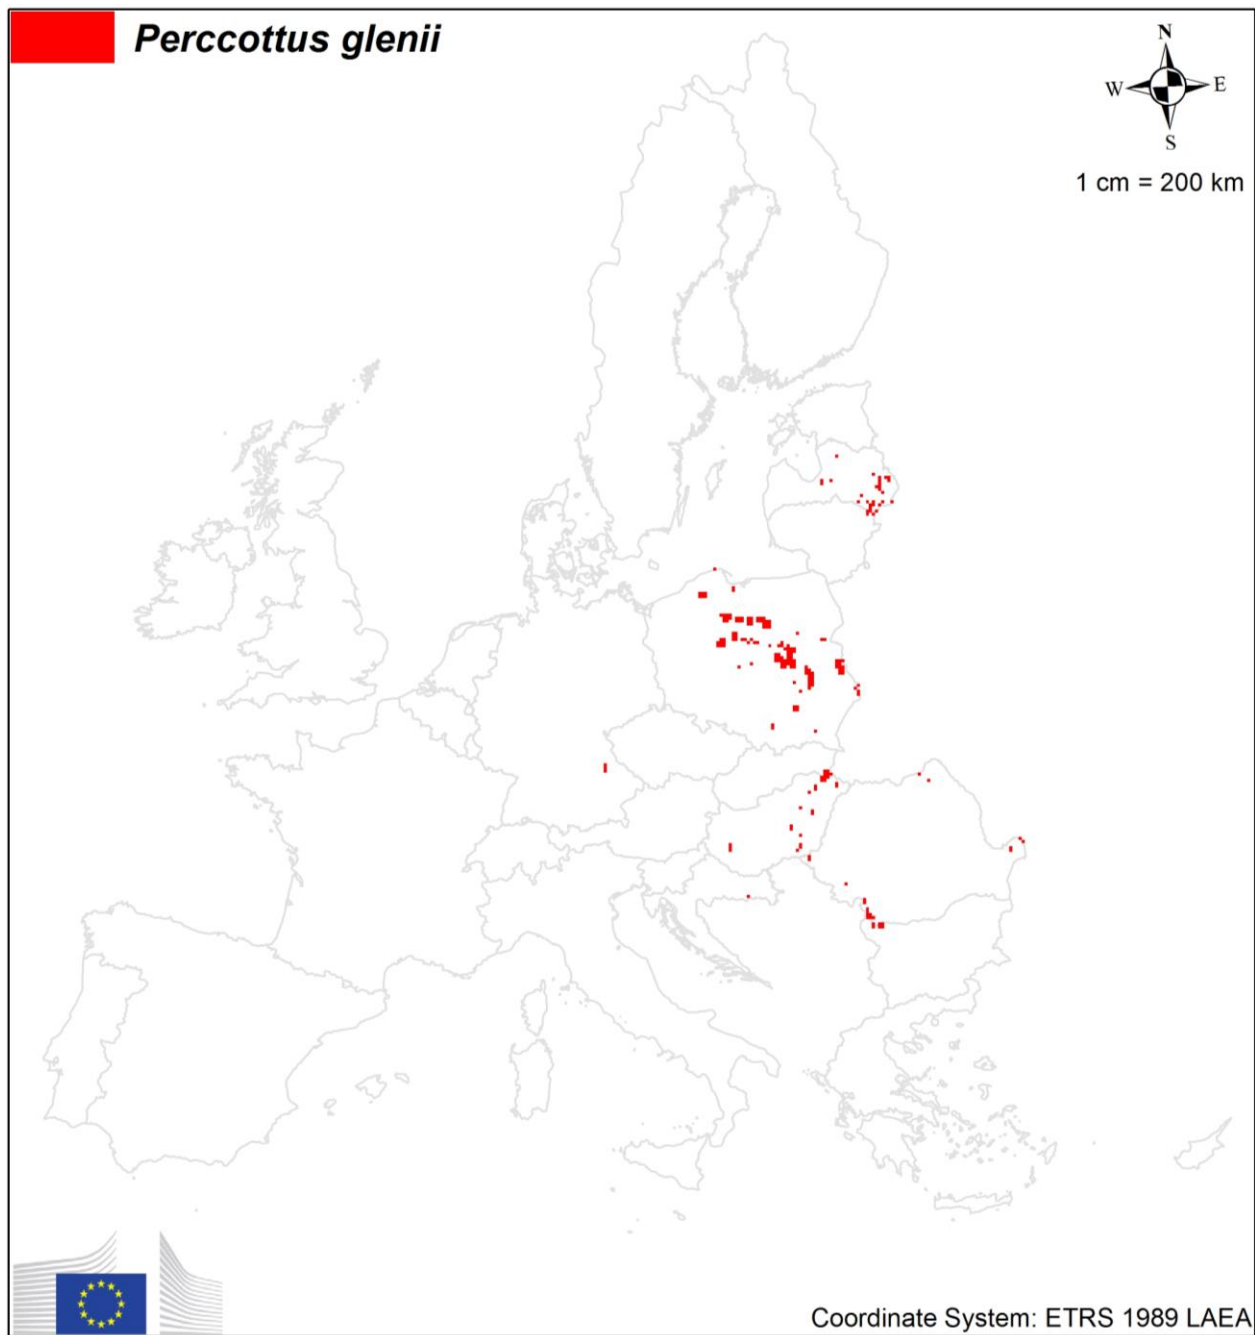 Perccottus glenii
N
W E
S
1 cm = 200 km
Coordinate System: ETRS 1989 LAEA